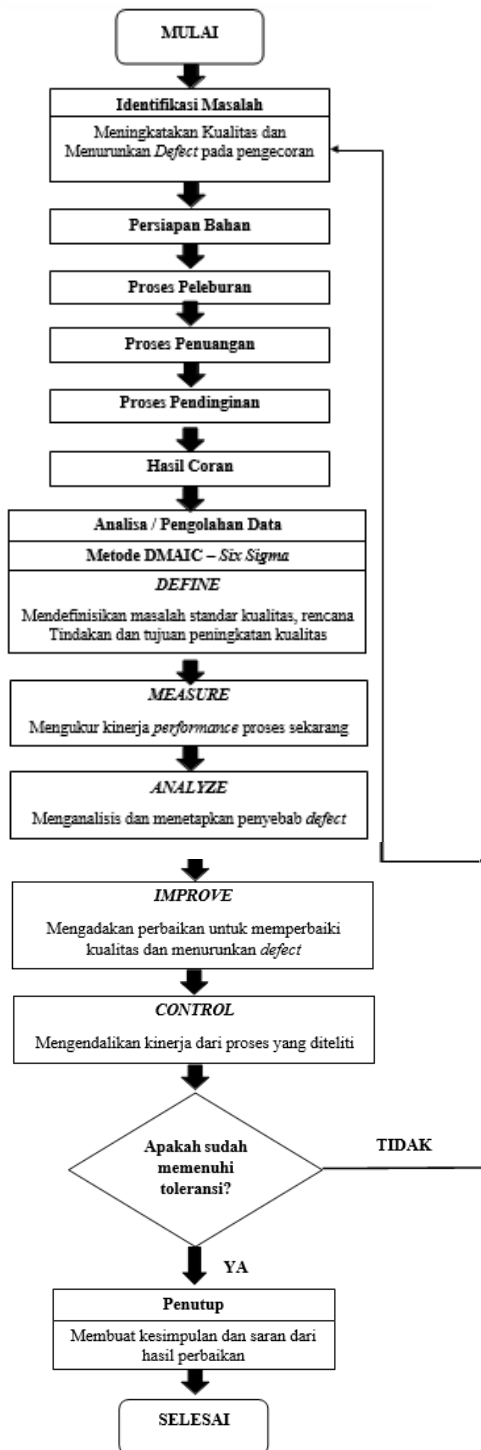 MULAI
Identifikasi Masalah
Meningkatakan Kualitas dan
Menurunkan Defect pada pengecoran
Persiapan Bahan
Proses Peleburan
Proses Penuangan
Proses Pendinginan
Hasil Coran
Analisa / Pengolahan Data
Metode DMAIC – Six Sigma
DEFINE
Mendefinisikan masalah standar kualitas, rencana
Tindakan dan tujuan peningkatan kualitas
MEASURE
Mengukur kinerja performance proses sekarang
ANALYZE
Menganalisis dan menetapkan penyebab defect
IMPROVE
Mengadakan perbaikan untuk memperbaiki
kualitas dan menurunkan defect
CONTROL
Mengendalikan kinerja dari proses yang diteliti
Apakah sudah
memenuhi
toleransi?
TIDAK
YA
Penutup
Membuat kesimpulan dan saran dari
hasil perbaikan
SELESAI